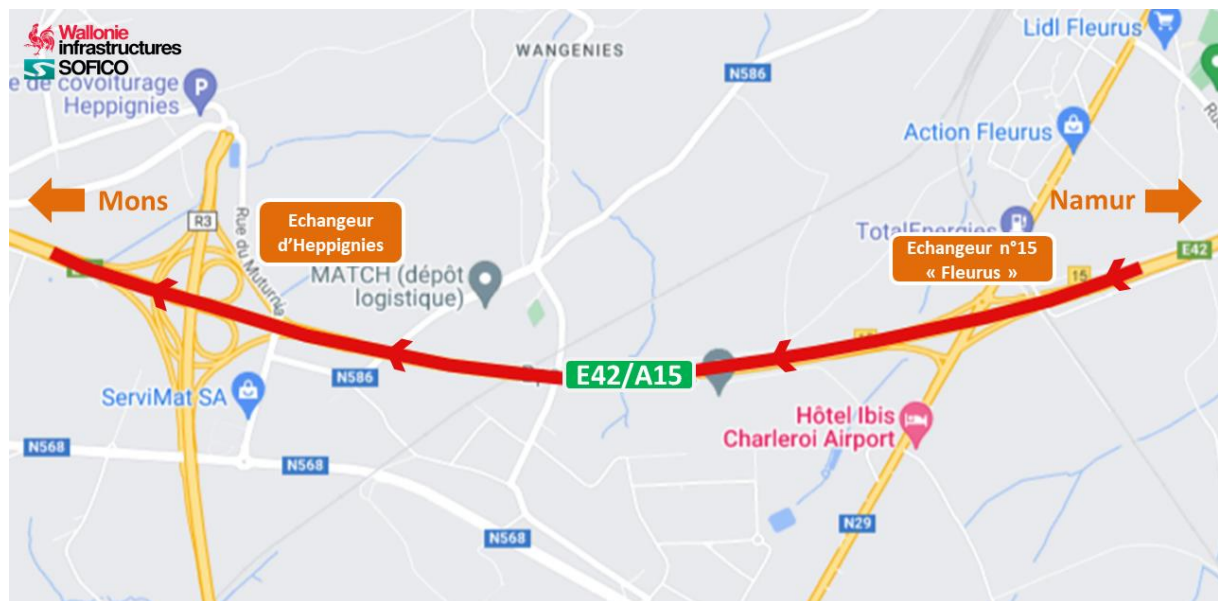 Wallonie
infrastructures
SOFICO
e de covoiturage
Heppignies
P
WANGENIES
N586
Lidl Fleurus
Action Fleurus
Mons
R3
Rue du Muturnia
Echangeur
d'Heppignies
MATCH (dépôt
logistique)
Namur
TotalEnergies
Echangeur n°15
« Fleurus »
15
E42
E42/A15
N586
ServiMat SA
Hôtel Ibis
Charleroi Airport
N568
N568
N568
N29